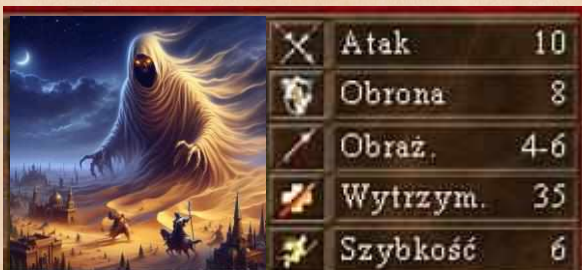 Atak 10
Obrona 8
Obraż. 4-6
Wytrzym. 35
Szybkość 6